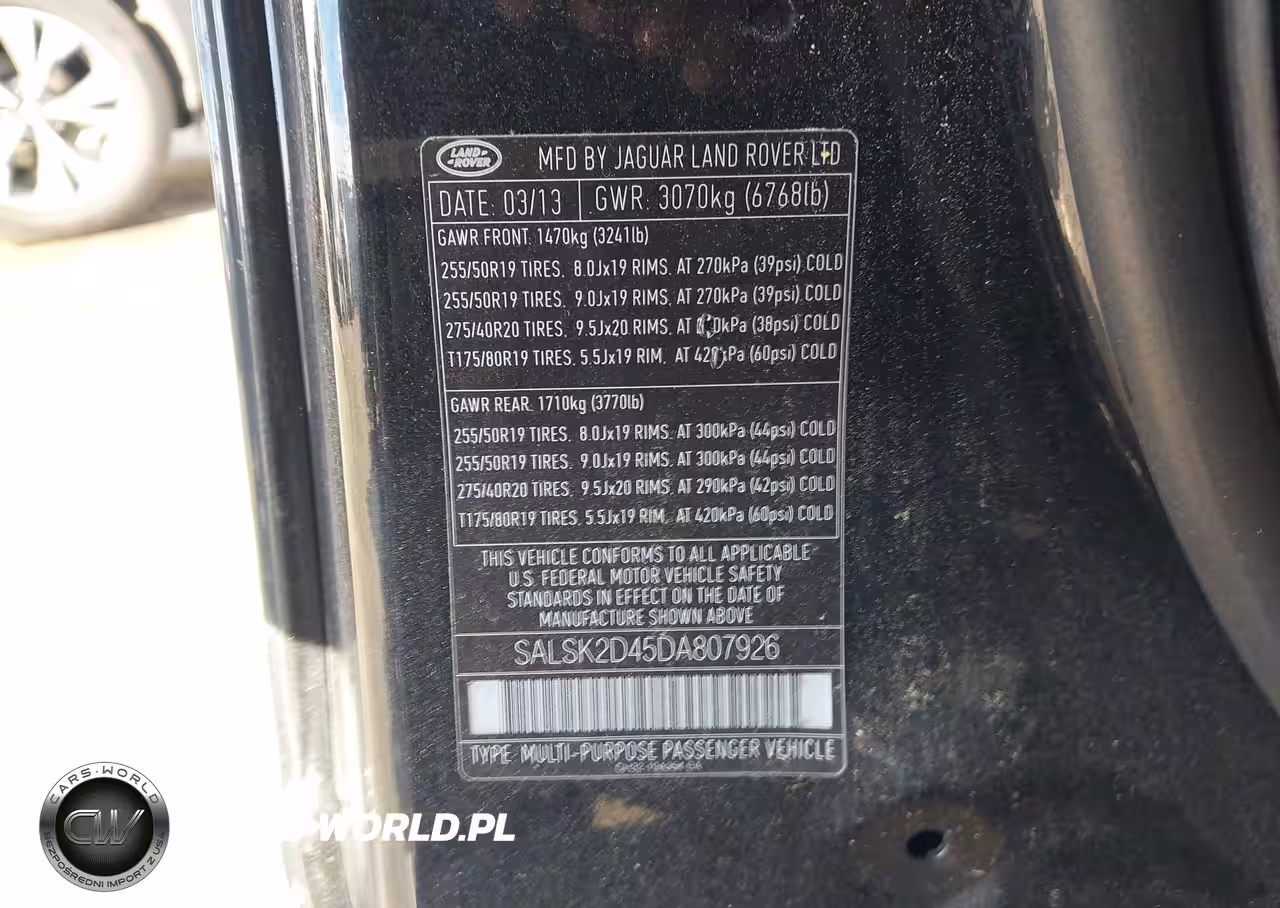 LAND
-ROVER
MFD BY JAGUAR LAND ROVER LTD
DATE: 03/13 GWR: 3070kg (6768lb)
GAWR FRONT: 1470kg (3241lb)
255/50R19 TIRES, 8.0Jx19 RIMS, AT 270kPa (39psi) COLD
255/50R19 TIRES, 9.0Jx19 RIMS, AT 270kPa (39psi) COLD
275/40R20 TIRES, 9.5Jx20 RIMS, AT (38psi) COLD
T175/80R19 TIRES, 5.5Jx19 RIM, AT 420kPa (60psi) COLD
GAWR REAR: 1710kg (3770lb)
255/50R19 TIRES, 8.0Jx19 RIMS, AT 300kPa (44psi) COLD
255/50R19 TIRES, 9.0Jx19 RIMS, AT 300kPa (44psi) COLD
275/40R20 TIRES, 9.5Jx20 RIMS, AT 290kPa (42psi) COLD
T175/80R19 TIRES, 5.5Jx19 RIM, AT 420kPa (60psi) COLD
THIS VEHICLE CONFORMS TO ALL APPLICABLE
U.S. FEDERAL MOTOR VEHICLE SAFETY
STANDARDS IN EFFECT ON THE DATE OF
MANUFACTURE SHOWN ABOVE
SALSK2D45DA807926
TYPE: MULTI-PURPOSE PASSENGER VEHICLE
CARS-WORLD
CW
BEZPOŚREDNI IMPORT Z USA
-WORLD.PL